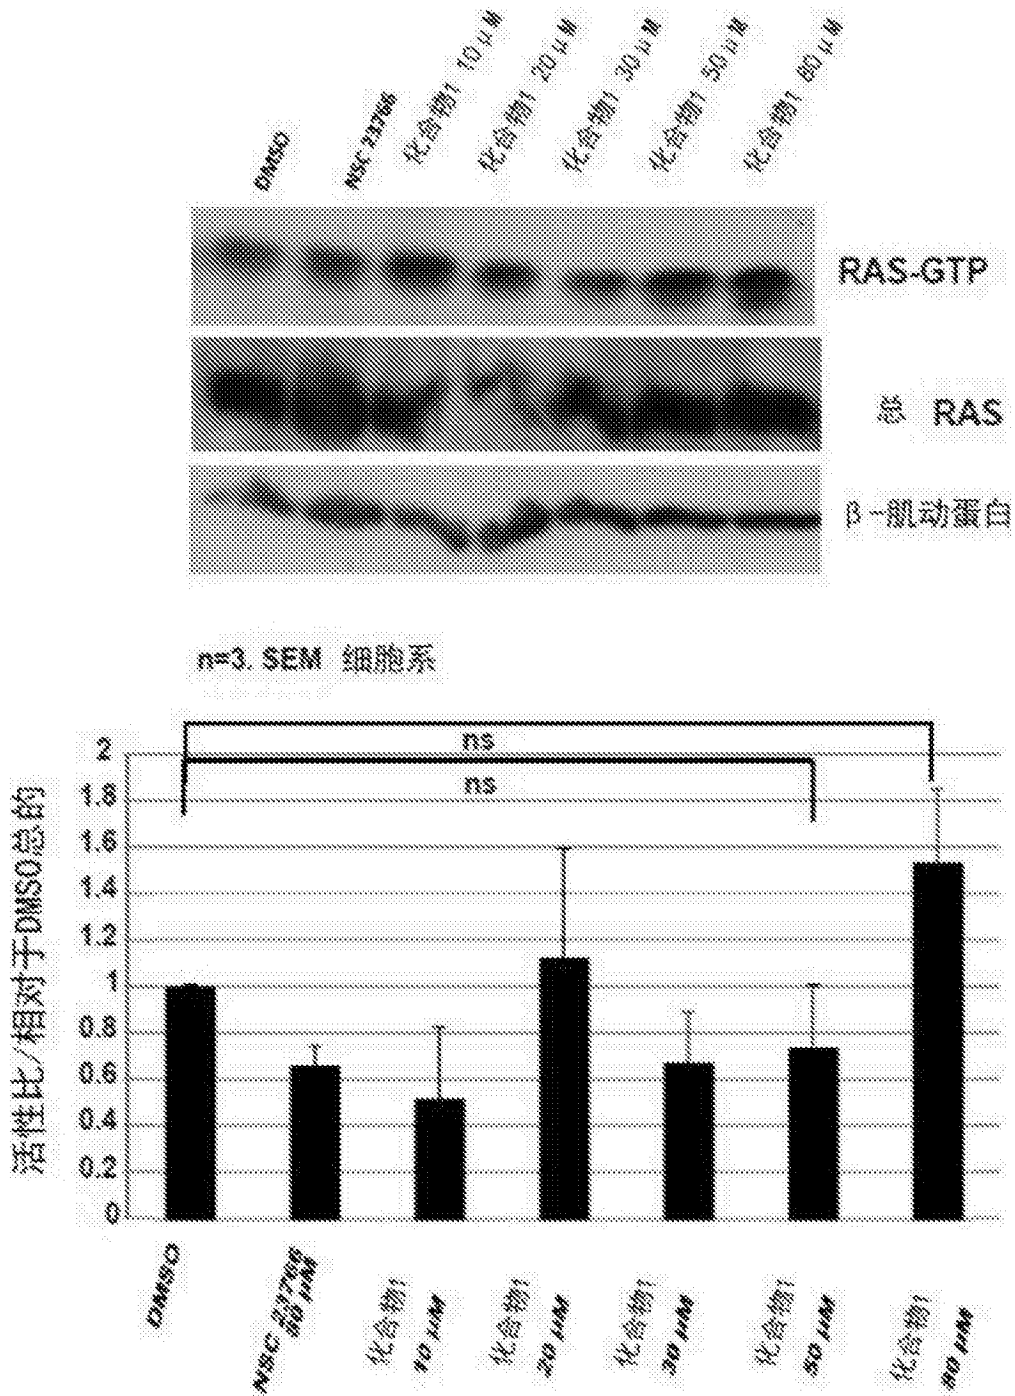 DMSO
NSC 23766
化合物1 10 μM
化合物1 20 μM
化合物1 30 μM
化合物1 50 μM
化合物1 80 μM
RAS-GTP
总 RAS
β-肌动蛋白
n=3. SEM 细胞系
ns
ns
活性比/相对于DMSO总的
2
1.8
1.6
1.4
1.2
1
0.8
0.6
0.4
0.2
0
DMSO
NSC 23766
50 μM
化合物1
10 μM
化合物1
20 μM
化合物1
30 μM
化合物1
50 μM
化合物1
80 μM